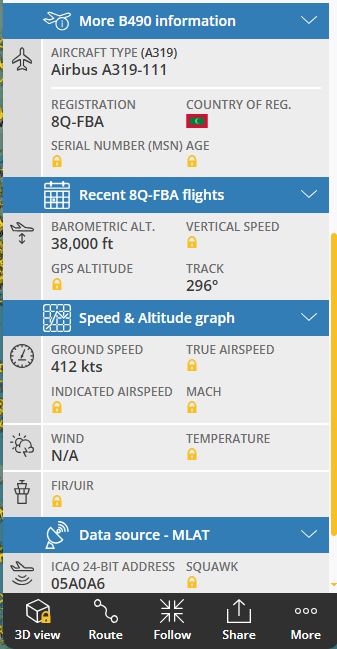 More B490 information
AIRCRAFT TYPE (A319)
Airbus A319-111
REGISTRATION
8Q-FBA
COUNTRY OF REG.
SERIAL NUMBER (MSN)
AGE
Recent 8Q-FBA flights
BAROMETRIC ALT.
38,000 ft
VERTICAL SPEED
GPS ALTITUDE
TRACK
296°
Speed & Altitude graph
GROUND SPEED
412 kts
TRUE AIRSPEED
INDICATED AIRSPEED
MACH
WIND
N/A
TEMPERATURE
FIR/UIR
Data source - MLAT
ICAO 24-BIT ADDRESS
05A0A6
SQUAWK
3D view
Route
Follow
Share
More